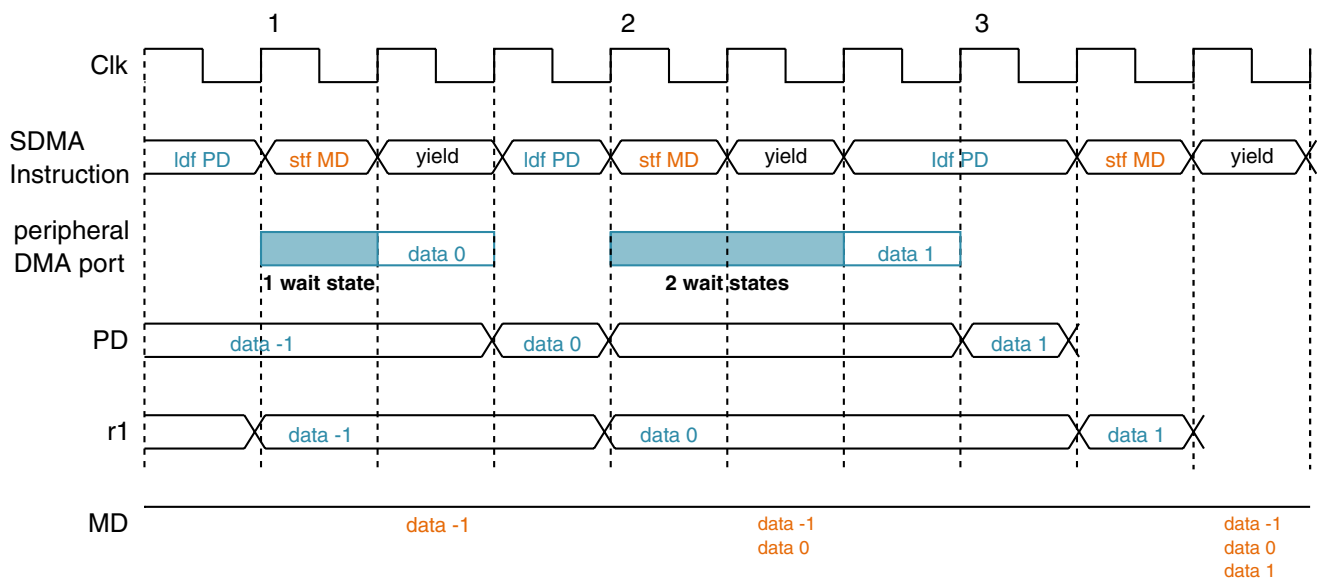 1 2 3
Clk
SDMA
Instruction
ldf PD stf MD yield ldf PD stf MD yield ldf PD stf MD yield
peripheral
DMA port
data 0 data 1
1 wait state 2 wait states
PD
data -1 data 0 data 1
r1
data -1 data 0 data 1
MD
data -1 data -1 data -1
data 0 data 0
data 1